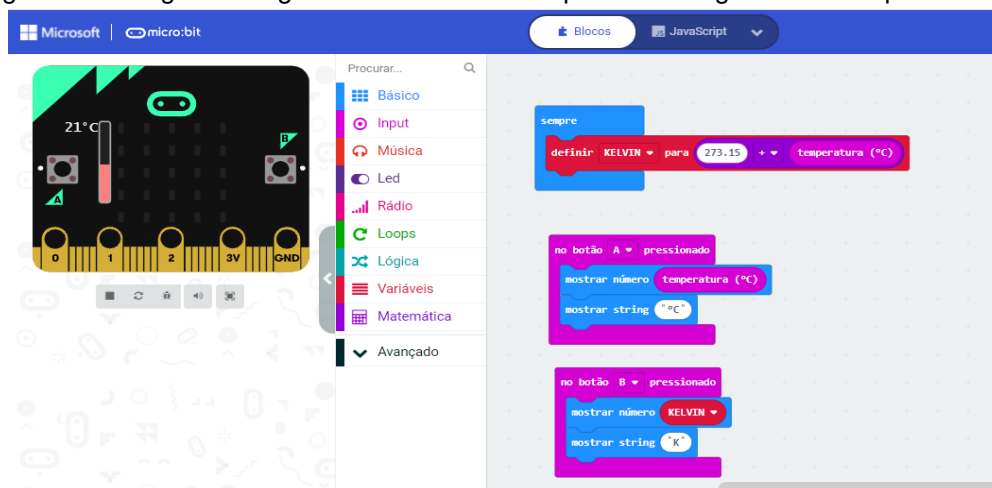 Microsoft micro:bit
Blocos
JavaScript
21°C
B
A
0 1 2 3V GND
Procurar...
Básico
Input
Música
Led
Rádio
Loops
Lógica
Variáveis
Matemática
Avançado
sempre
definir KELVIN para 273.15 + temperatura (°C)
no botão A pressionado
mostrar número temperatura (°C)
mostrar string "°C"
no botão B pressionado
mostrar número KELVIN
mostrar string "K"